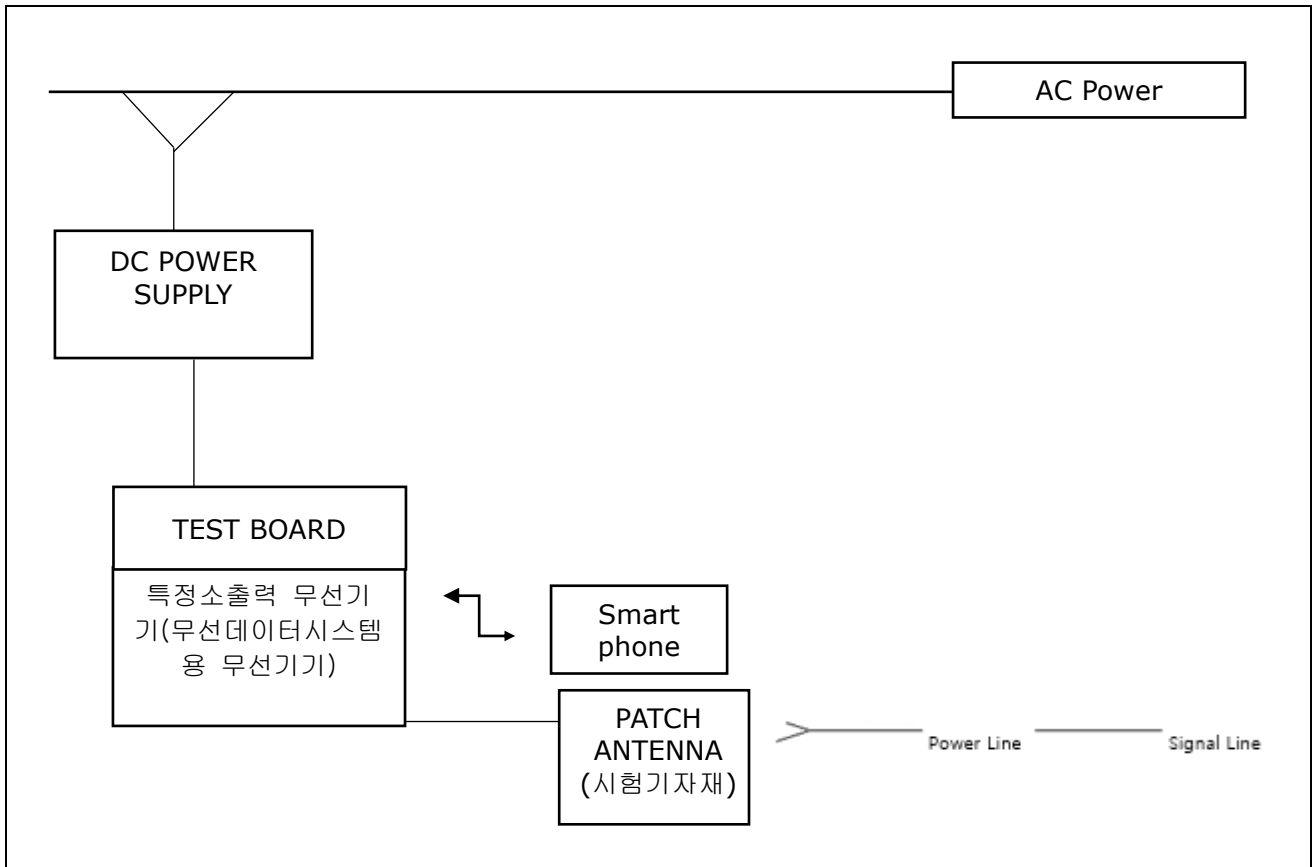 AC Power
DC POWER
SUPPLY
TEST BOARD
특정소출력 무선기
기(무선데이터시스템
용 무선기기)
Smart
phone
PATCH
ANTENNA
(시험기자재)
Power Line
Signal Line